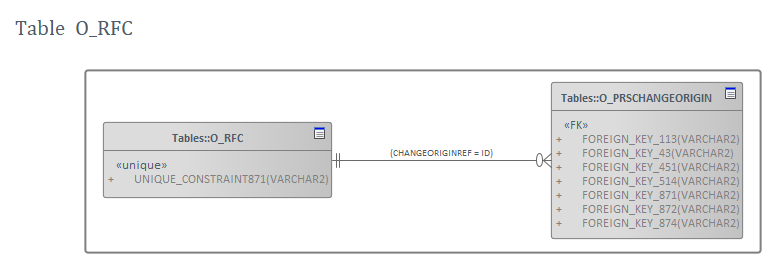 Table O_RFC
Tables::O_RFC
«unique»
+ UNIQUE_CONSTRAINT871(VARCHAR2)
(CHANGEORIGINREF = ID)
Tables::O_PRSCHANGEORIGIN
«FK»
+ FOREIGN_KEY_113(VARCHAR2)
+ FOREIGN_KEY_43(VARCHAR2)
+ FOREIGN_KEY_451(VARCHAR2)
+ FOREIGN_KEY_514(VARCHAR2)
+ FOREIGN_KEY_871(VARCHAR2)
+ FOREIGN_KEY_872(VARCHAR2)
+ FOREIGN_KEY_874(VARCHAR2)